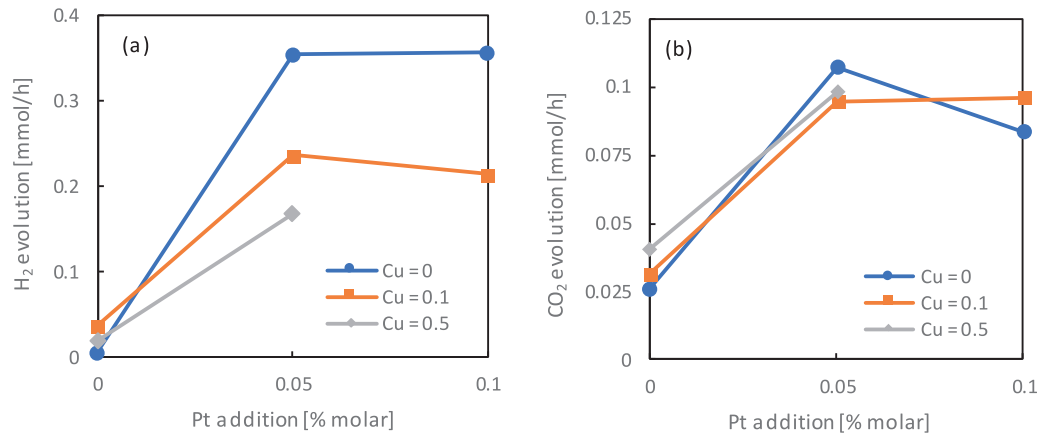 (a)
H₂ evolution [mmol/h]
0.4
0.3
0.2
0.1
0
0
0.05
0.1
Pt addition [% molar]
Cu = 0
Cu = 0.1
Cu = 0.5
(b)
CO₂ evolution [mmol/h]
0.125
0.1
0.075
0.05
0.025
0
0
0.05
0.1
Pt addition [% molar]
Cu = 0
Cu = 0.1
Cu = 0.5